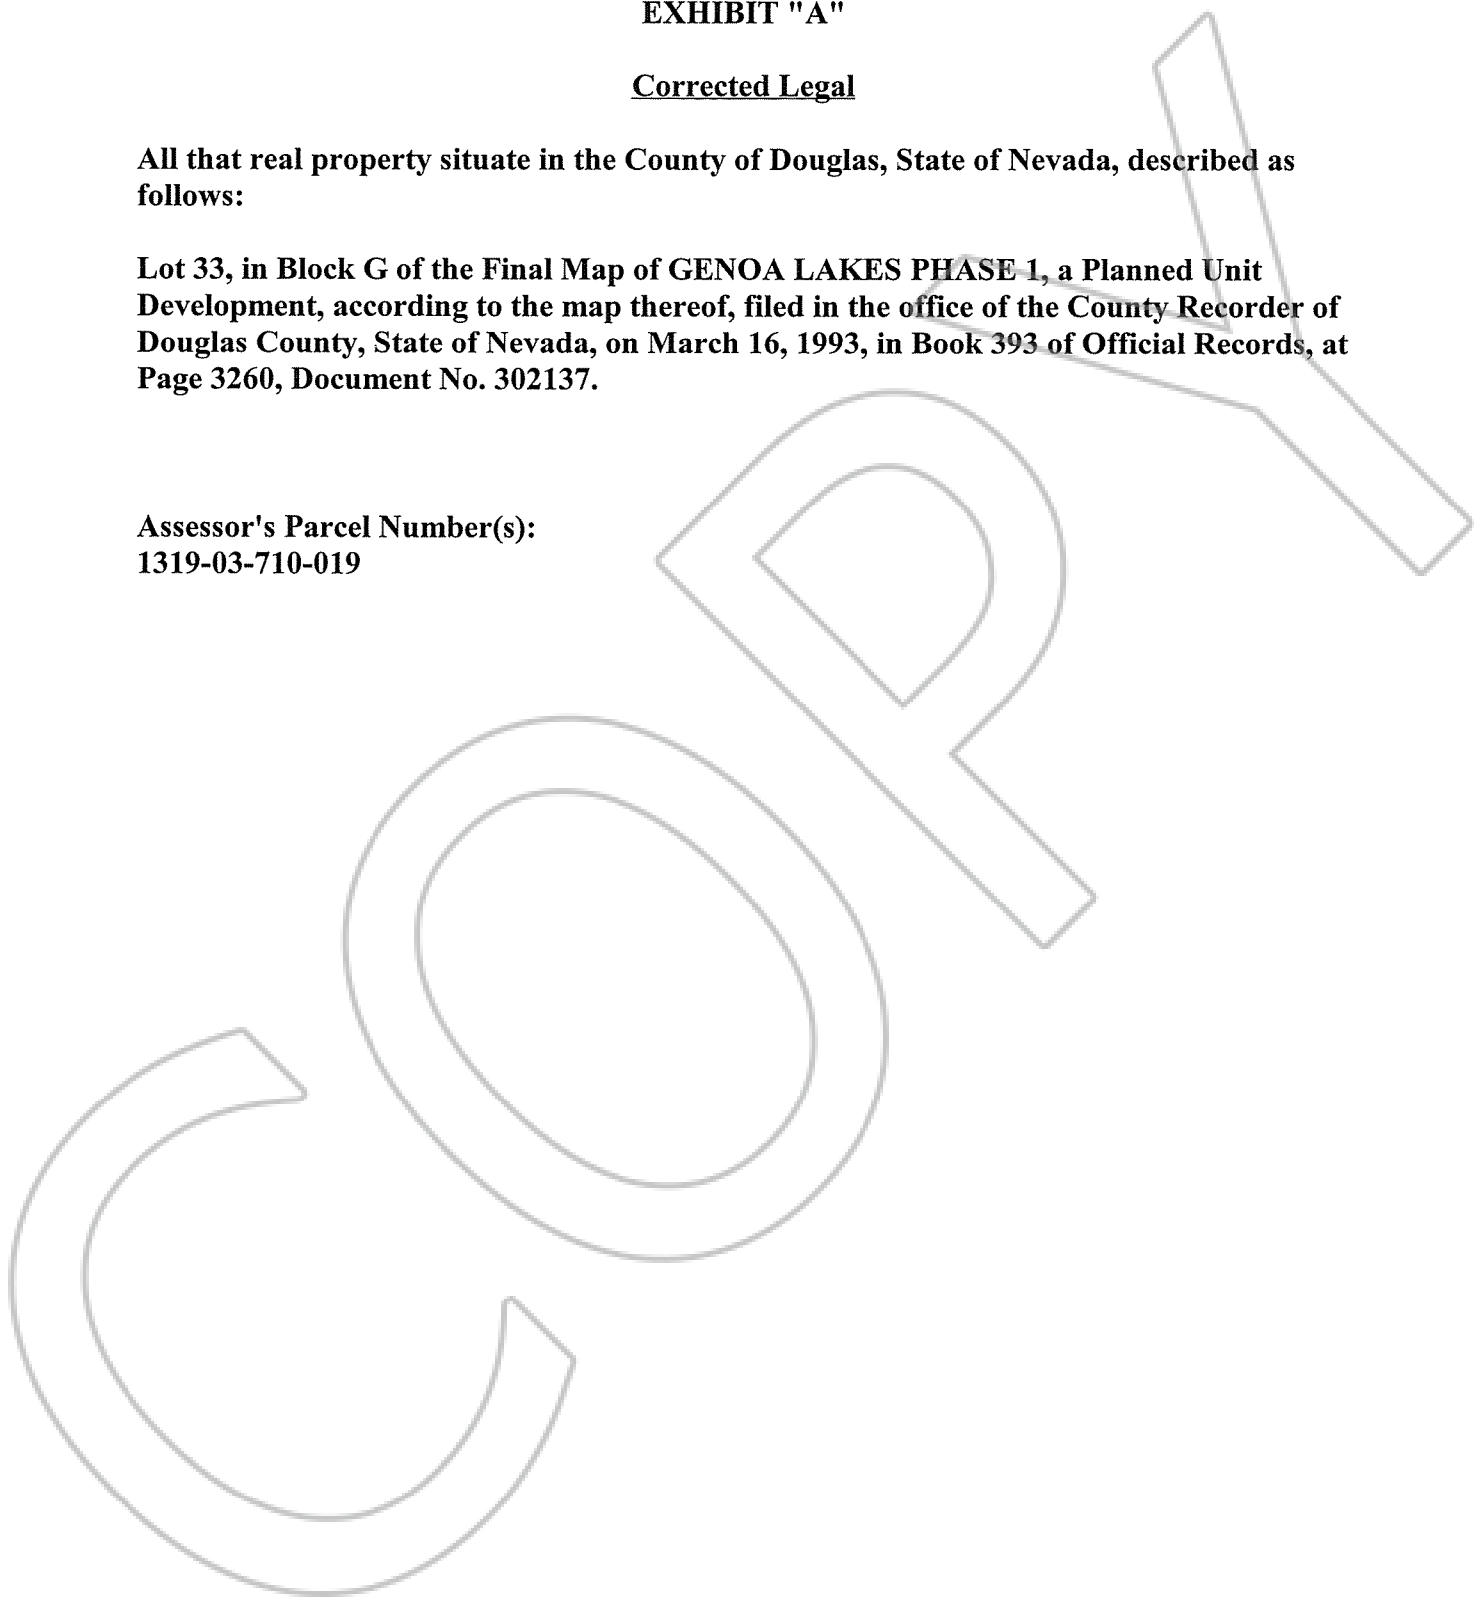 EXHIBIT "A"
Corrected Legal
All that real property situate in the County of Douglas, State of Nevada, described as
follows:
Lot 33, in Block G of the Final Map of GENOA LAKES PHASE 1, a Planned Unit
Development, according to the map thereof, filed in the office of the County Recorder of
Douglas County, State of Nevada, on March 16, 1993, in Book 393 of Official Records, at
Page 3260, Document No. 302137.
Assessor's Parcel Number(s):
1319-03-710-019
COPY